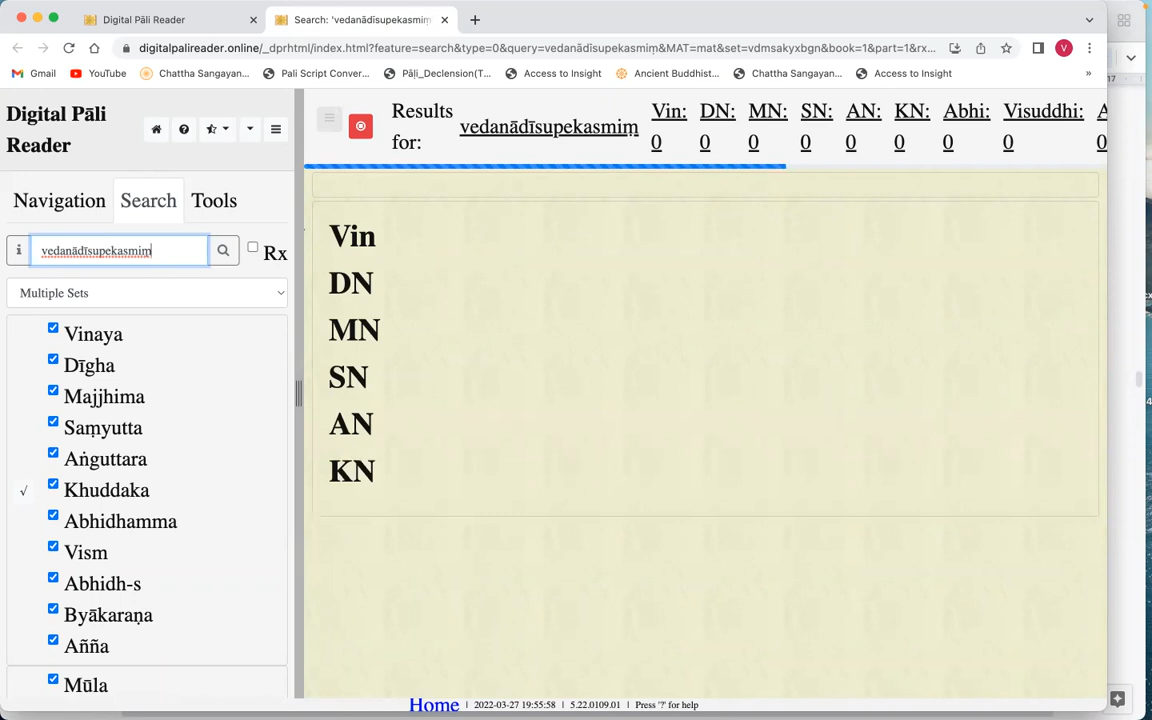 Digital Pāli Reader
Search: 'vedanādisupekasmiṃ
digitalpalireader.online/_dprhtml/index.html?feature=search&type=0&query=vedanādīsupekasmiṃ&MAT=mat&set=vdmsakyxbgn&book=1&part=1&rx...
V
Gmail
YouTube
Chattha Sangayan...
Pali Script Conver...
Pāḷi_Declension(T...
Access to Insight
Ancient Buddhist...
Chattha Sangayan...
Access to Insight
»
17
Digital Pāli
Reader
Results
for:
vedanādīsupekasmiṃ
Vin:
0
DN:
0
MN:
0
SN:
0
AN:
0
KN:
0
Abhi:
0
Visuddhi:
0
Navigation
Search
Tools
vedanādīsupekasmiṃ
Rx
Multiple Sets
Vinaya
Dīgha
Majjhima
Saṃyutta
Aṅguttara
√
Khuddaka
Abhidhamma
Vism
Abhidh-s
Byākaraṇa
Añña
Mūla
Vin
DN
MN
SN
AN
KN
Home | 2022-03-27 19:55:58 | 5.22.0109.01 | Press '?' for help